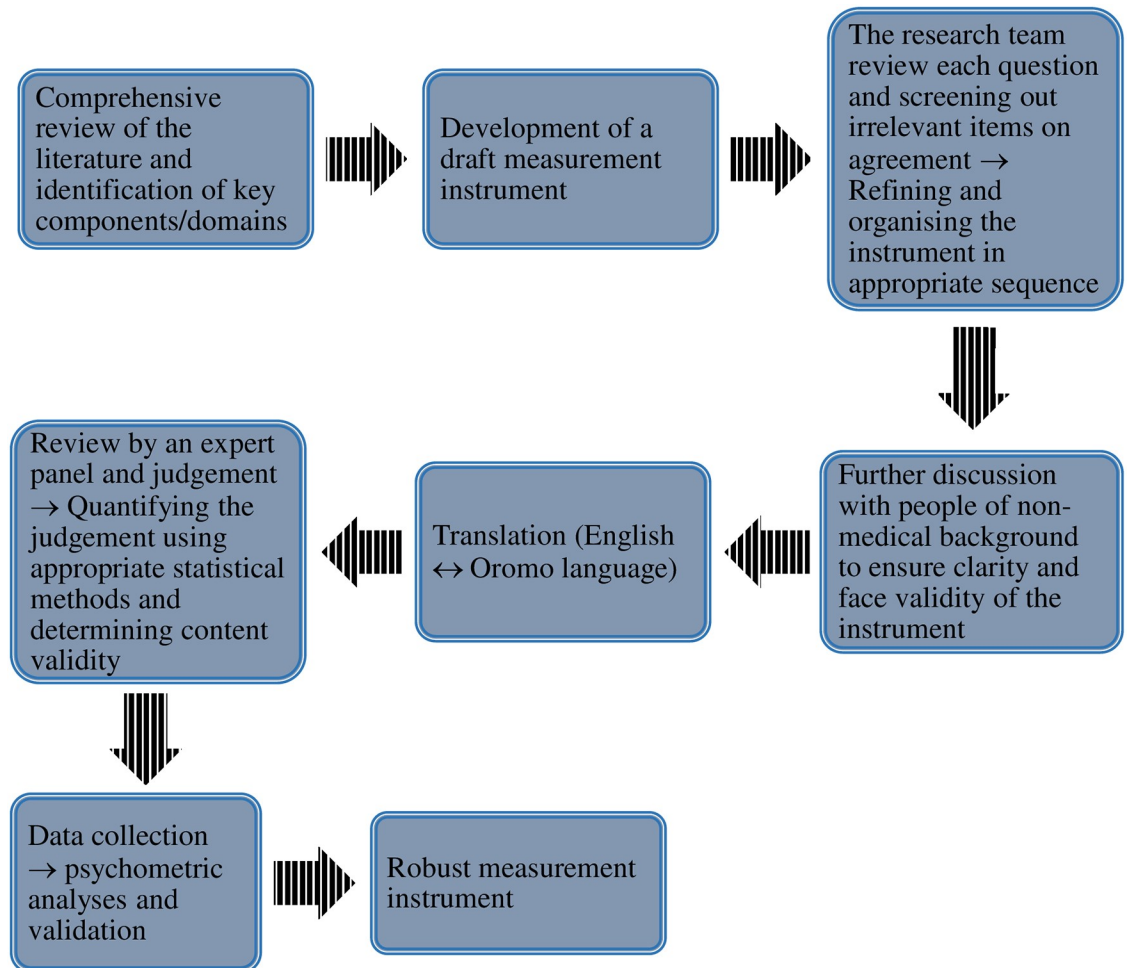 Comprehensive
review of the
literature and
identification of key
components/domains
Development of a
draft measurement
instrument
The research team
review each question
and screening out
irrelevant items on
agreement →
Refining and
organising the
instrument in
appropriate sequence
Further discussion
with people of non-
medical background
to ensure clarity and
face validity of the
instrument
Translation (English
↔ Oromo language)
Review by an expert
panel and judgement
→ Quantifying the
judgement using
appropriate statistical
methods and
determining content
validity
Data collection
→ psychometric
analyses and
validation
Robust measurement
instrument